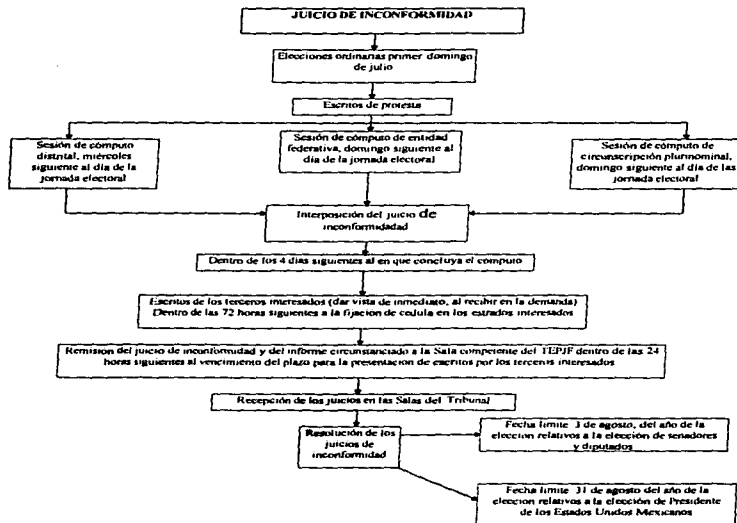 JUICIO DE INCONFORMIDAD
Elecciones ordinarias primer domingo
de julio
Escritos de protesta
Sesión de cómputo
distrital, miércoles
siguiente al día de la
jornada electoral
Sesión de cómputo de entidad
federativa, domingo siguiente al
día de la jornada electoral
Sesión de cómputo de
circunscripción plurinominal,
domingo siguiente al día de las
jornada electoral
Interposición del juicio de
inconformidadad
Dentro de los 4 días siguientes al en que concluya el cómputo
Escritos de los terceros interesados (dar vista de inmediato, al recibir en la demanda)
Dentro de las 72 horas siguientes a la fijación de cedula en los estrados interesados
Remisión del juicio de inconformidad y del informe circunstanciado a la Sala competente del TEPJF dentro de las 24
horas siguientes al vencimiento del plazo para la presentación de escritos por los terceros interesados
Recepción de los juicios en las Salas del Tribunal
Resolución de los
juicios de
inconformidad
Fecha límite 3 de agosto, del año de la
eleccion relativos a la elección de senadores
y diputados
Fecha límite 31 de agosto del año de la
eleccion relativos a la elección de Presidente
de los Estados Unidos Mexicanos